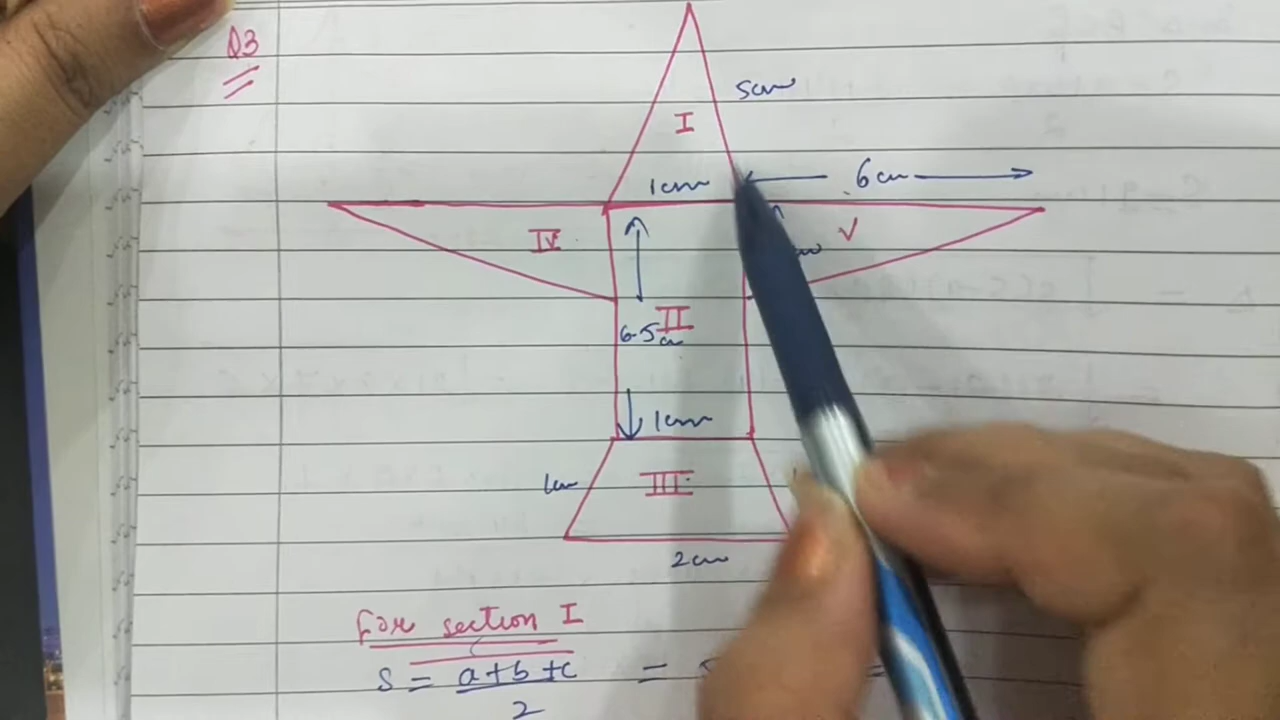 Q3
5cm
I
1cm
6cm
IV
V
II
6.5cm
1cm
1cm
III
2cm
For section I
S = a+b+c = 
2